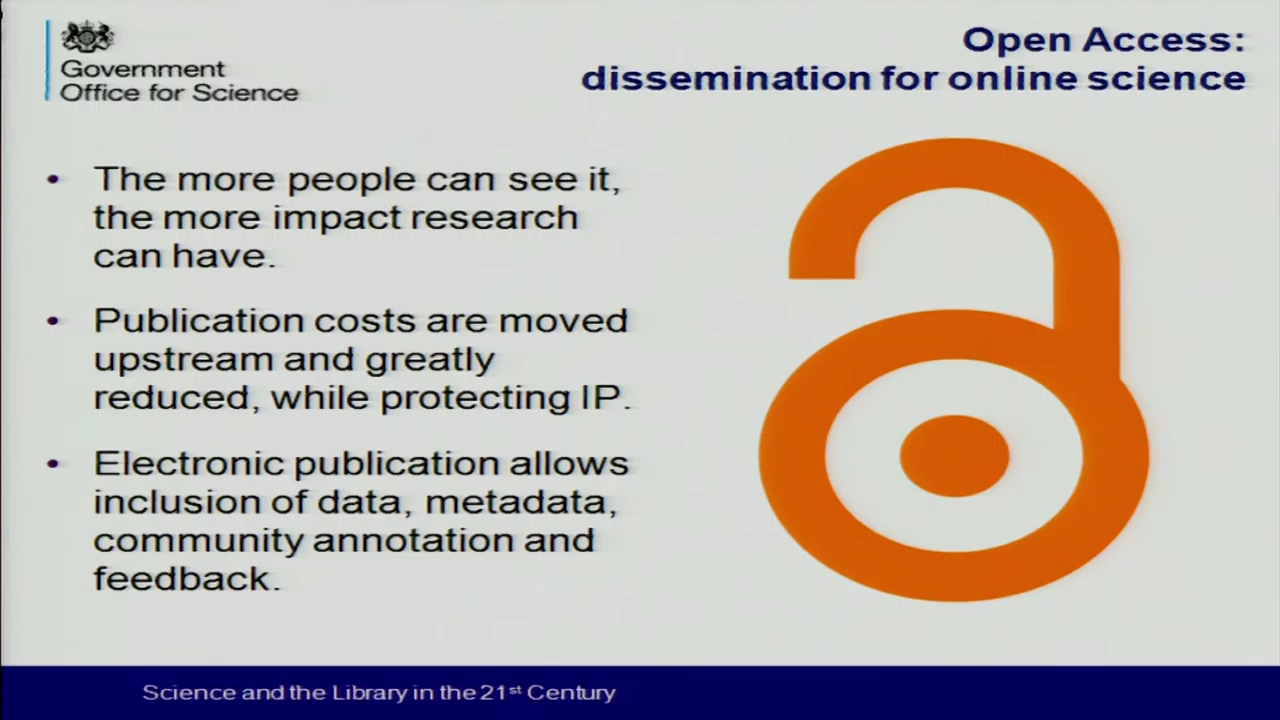 Government
Office for Science
Open Access:
dissemination for online science
• The more people can see it,
the more impact research
can have.
• Publication costs are moved
upstream and greatly
reduced, while protecting IP.
• Electronic publication allows
inclusion of data, metadata,
community annotation and
feedback.
Science and the Library in the 21st Century